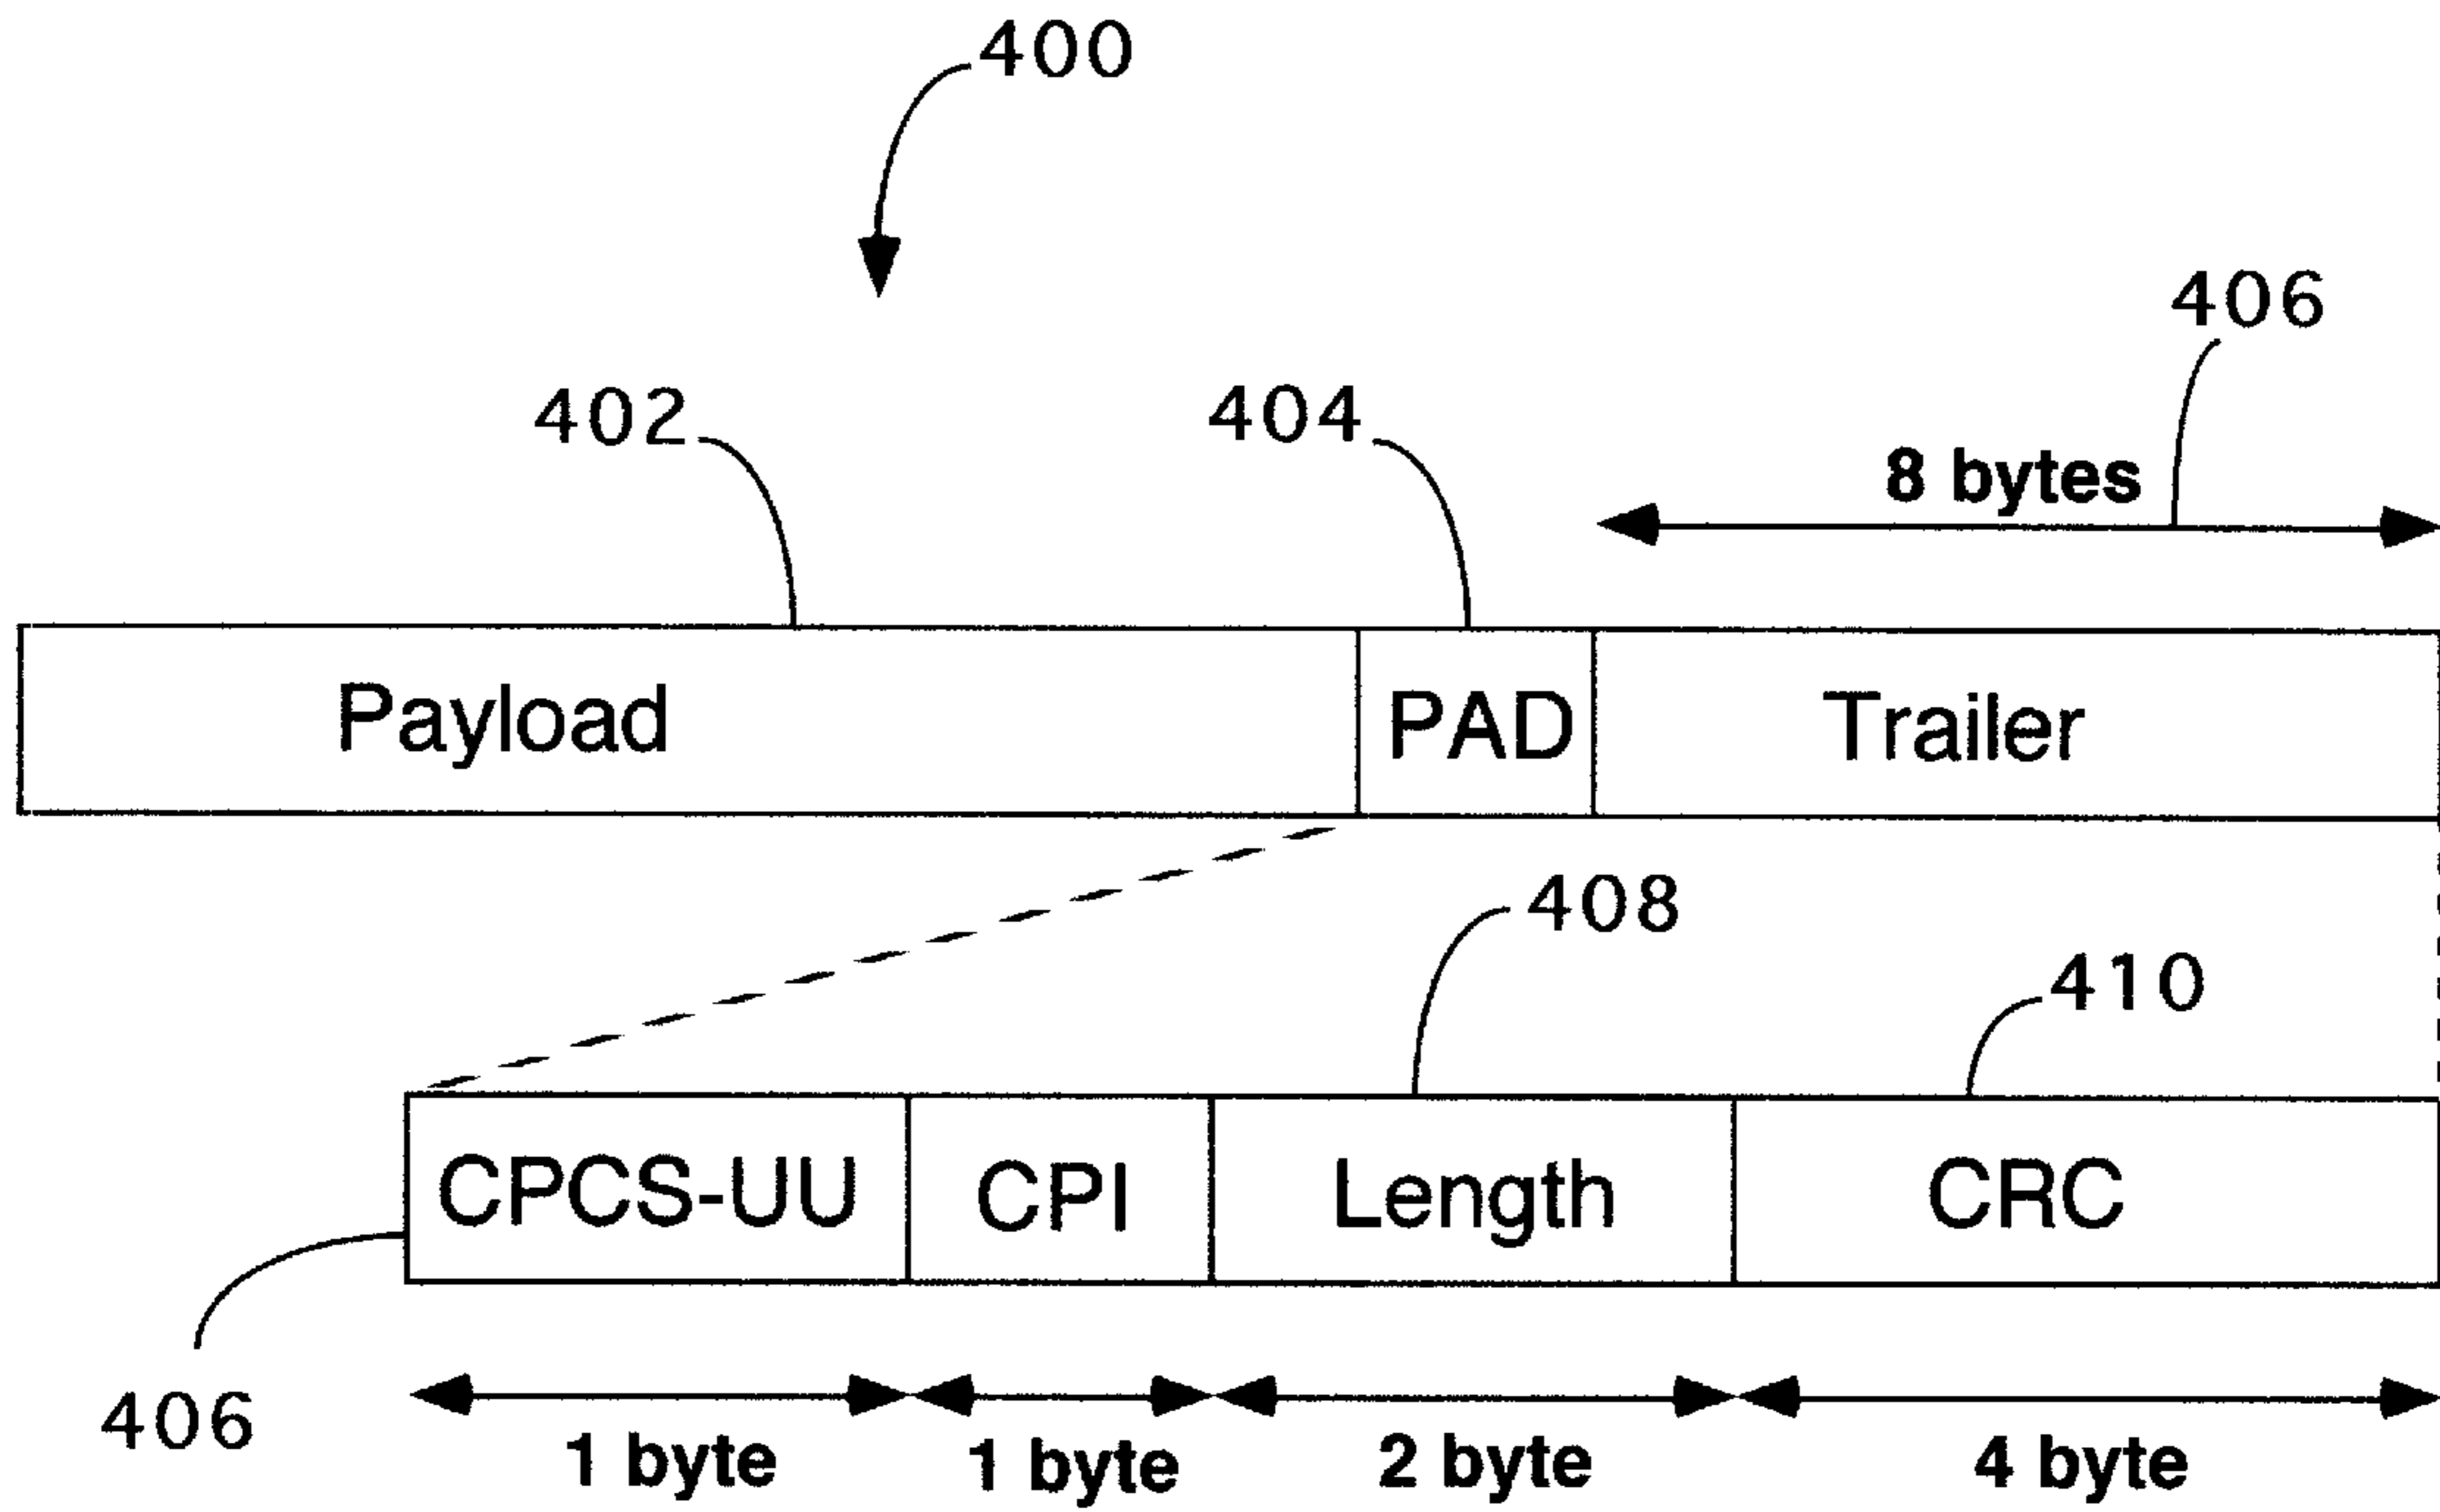 400
406
402
404
8 bytes
Payload
PAD
Trailer
408
410
CPCS-UU
CPI
Length
CRC
406
1 byte
1 byte
2 byte
4 byte